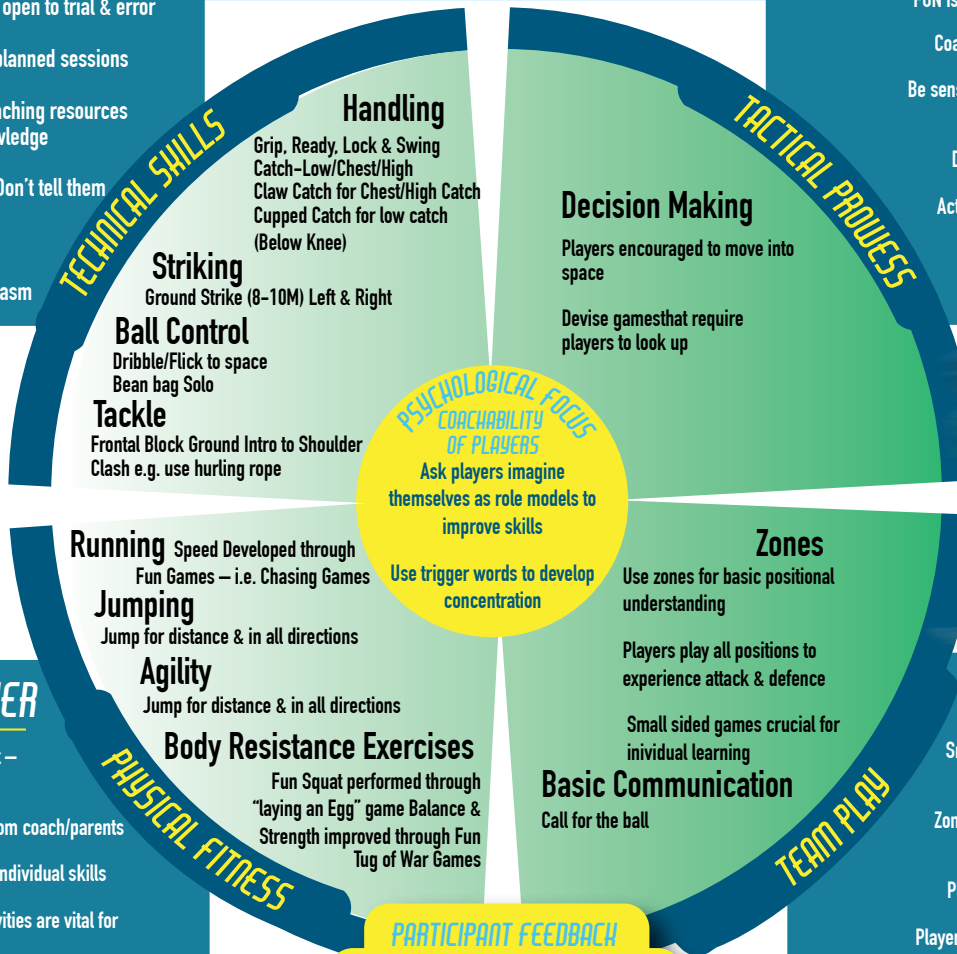 open to trial & error
planned sessions
aching resources
wledge
Don't tell them
asm
TECHNICAL SKILLS
Handling
Grip, Ready, Lock & Swing
Catch-Low/Chest/High
Claw Catch for Chest/High Catch
Cupped Catch for low catch
(Below Knee)
Striking
Ground Strike (8-10M) Left & Right
Ball Control
Dribble/Flick to space
Bean bag Solo
Tackle
Frontal Block Ground Intro to Shoulder
Clash e.g. use hurling rope
TACTICAL PROWESS
Decision Making
Players encouraged to move into
space
Devise gamesthat require
players to look up
FUN is
Coa
Be sens
D
Act
PSYCHOLOGICAL FOCUS
COACHABILITY
OF PLAYERS
Ask players imagine
themselves as role models to
improve skills
Use trigger words to develop
concentration
Running Speed Developed through
Fun Games – i.e. Chasing Games
Jumping
Jump for distance & in all directions
Agility
Jump for distance & in all directions
Body Resistance Exercises
Fun Squat performed through
“laying an Egg” game Balance &
Strength improved through Fun
Tug of War Games
PHYSICAL FITNESS
Zones
Use zones for basic positional
understanding
Players play all positions to
experience attack & defence
Small sided games crucial for
inividual learning
Basic Communication
Call for the ball
TEAM PLAY
ER
–
om coach/parents
ndividual skills
vities are vital for
Zon
P
Player
PARTICIPANT FEEDBACK